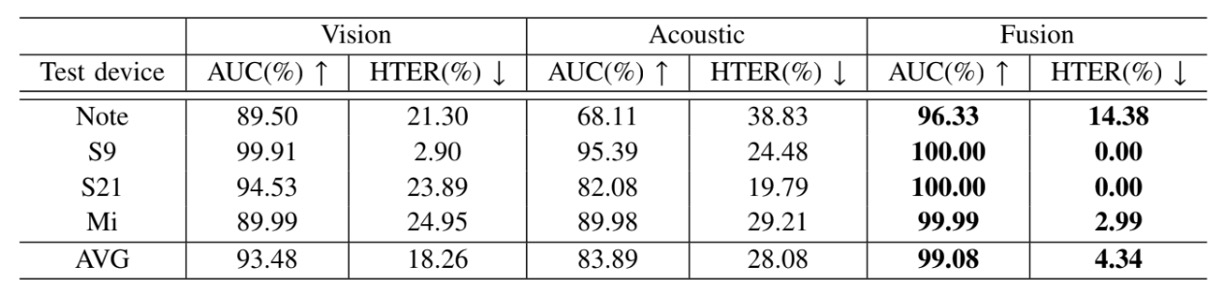 Vision Acoustic Fusion
Test device AUC(%) ↑ HTER(%) ↓ AUC(%) ↑ HTER(%) ↓ AUC(%) ↑ HTER(%) ↓
Note 89.50 21.30 68.11 38.83 96.33 14.38
S9 99.91 2.90 95.39 24.48 100.00 0.00
S21 94.53 23.89 82.08 19.79 100.00 0.00
Mi 89.99 24.95 89.98 29.21 99.99 2.99
AVG 93.48 18.26 83.89 28.08 99.08 4.34